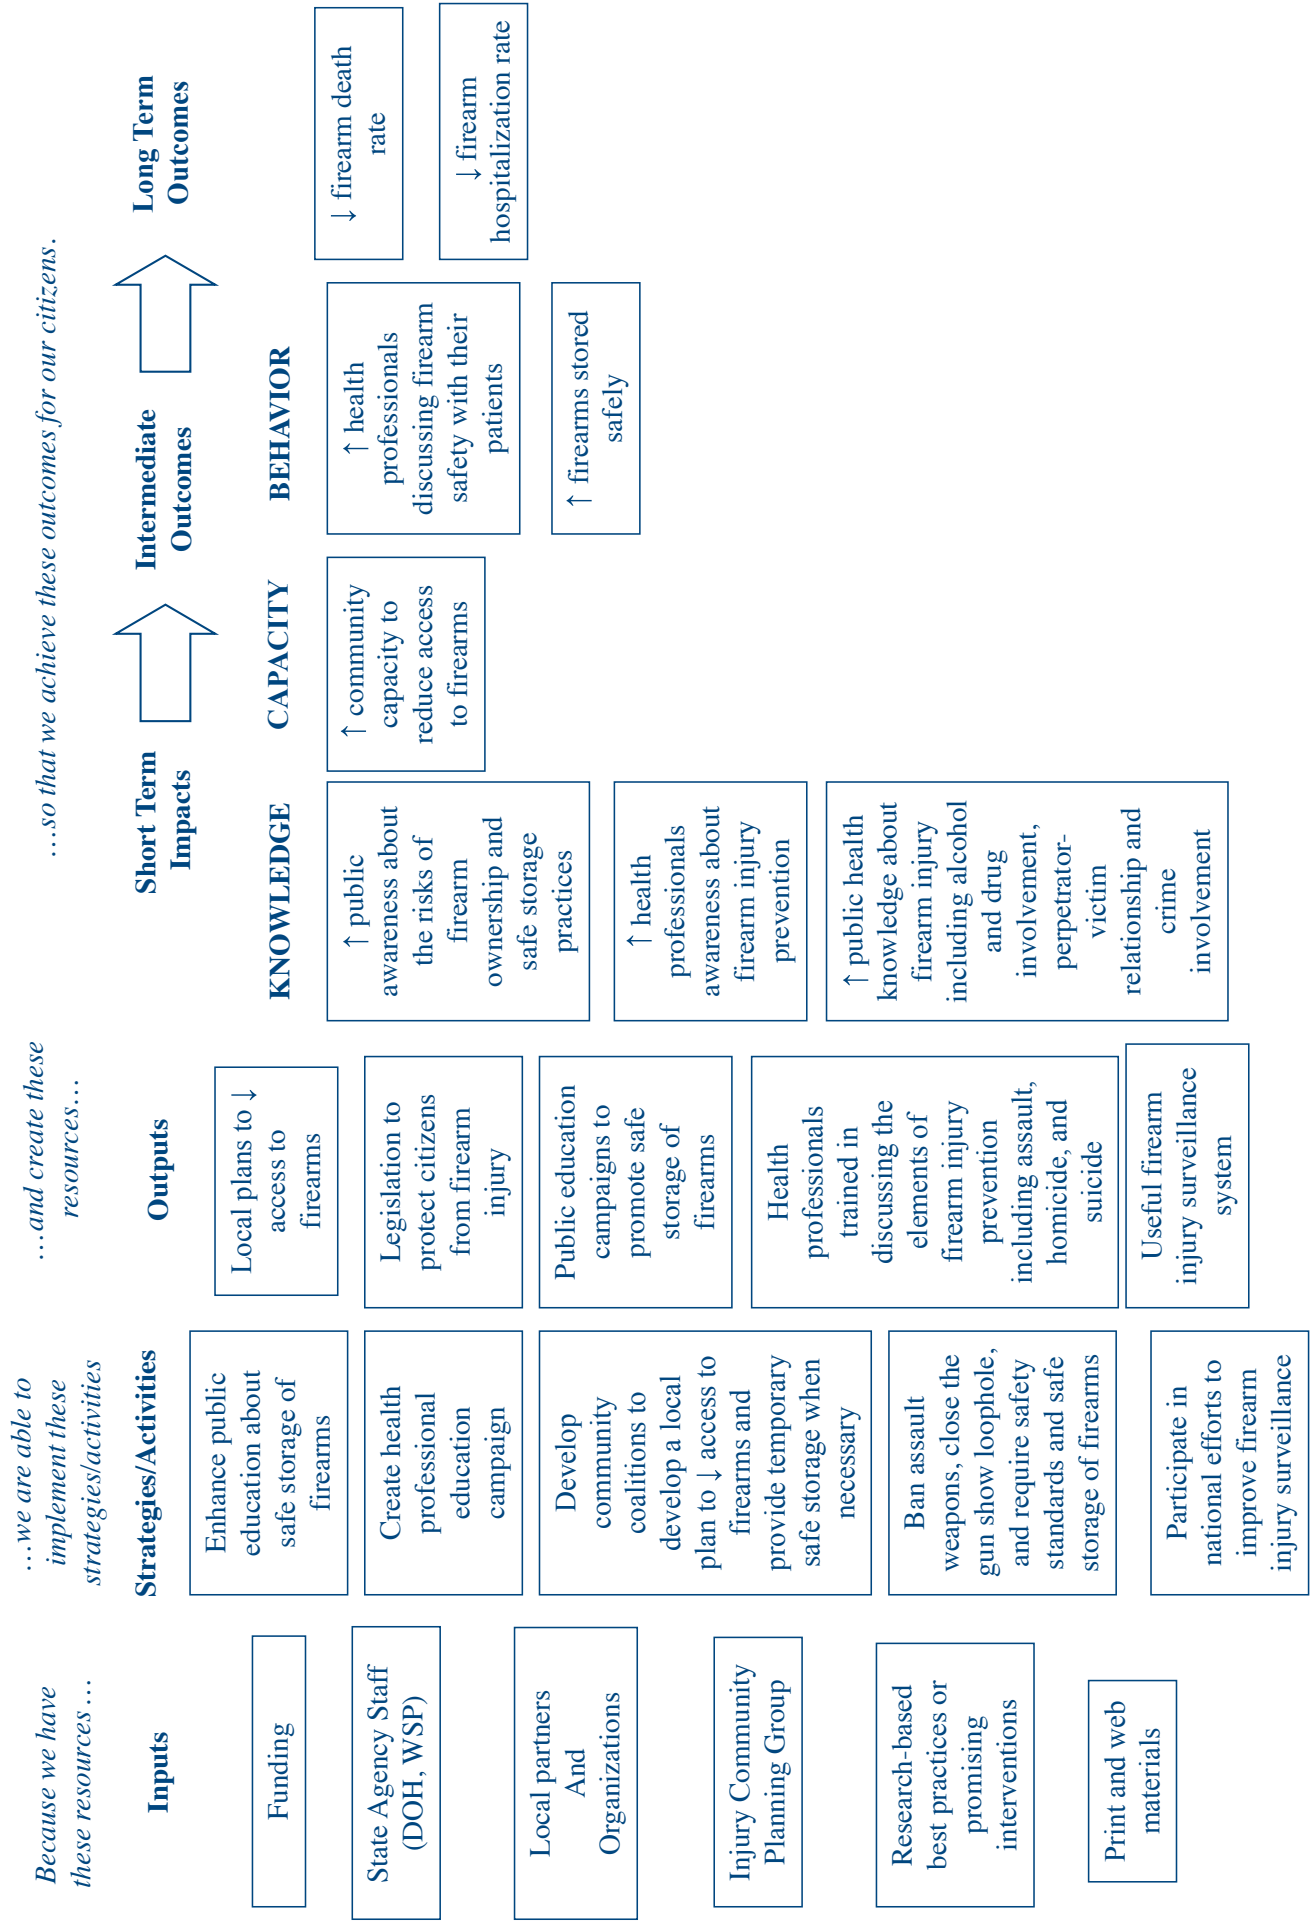 Because we have
these resources …
Inputs
Funding
State Agency Staff
(DOH, WSP)
Local partners
And
Organizations
Injury Community
Planning Group
Research-based
best practices or
promising
interventions
Print and web
materials
…we are able to
implement these
strategies/activities
Strategies/Activities
Enhance public
education about
safe storage of
firearms
Create health
professional
education
campaign
Develop
community
coalitions to
develop a local
plan to ↓ access to
firearms and
provide temporary
safe storage when
necessary
Ban assault
weapons, close the
gun show loophole,
and require safety
standards and safe
storage of firearms
Participate in
national efforts to
improve firearm
injury surveillance
…and create these
resources…
Outputs
Local plans to ↓
access to
firearms
Legislation to
protect citizens
from firearm
injury
Public education
campaigns to
promote safe
storage of
firearms
Health
professionals
trained in
discussing the
elements of
firearm injury
prevention
including assault,
homicide, and
suicide
Useful firearm
injury surveillance
system
…so that we achieve these outcomes for our citizens.
Short Term
Impacts
Intermediate
Outcomes
Long Term
Outcomes
KNOWLEDGE
↑ public
awareness about
the risks of
firearm
ownership and
safe storage
practices
↑ health
professionals
awareness about
firearm injury
prevention
↑ public health
knowledge about
firearm injury
including alcohol
and drug
involvement,
perpetrator-
victim
relationship and
crime
involvement
CAPACITY
↑ community
capacity to
reduce access
to firearms
BEHAVIOR
↑ health
professionals
discussing firearm
safety with their
patients
↑ firearms stored
safely
↓ firearm death
rate
↓ firearm
hospitalization rate